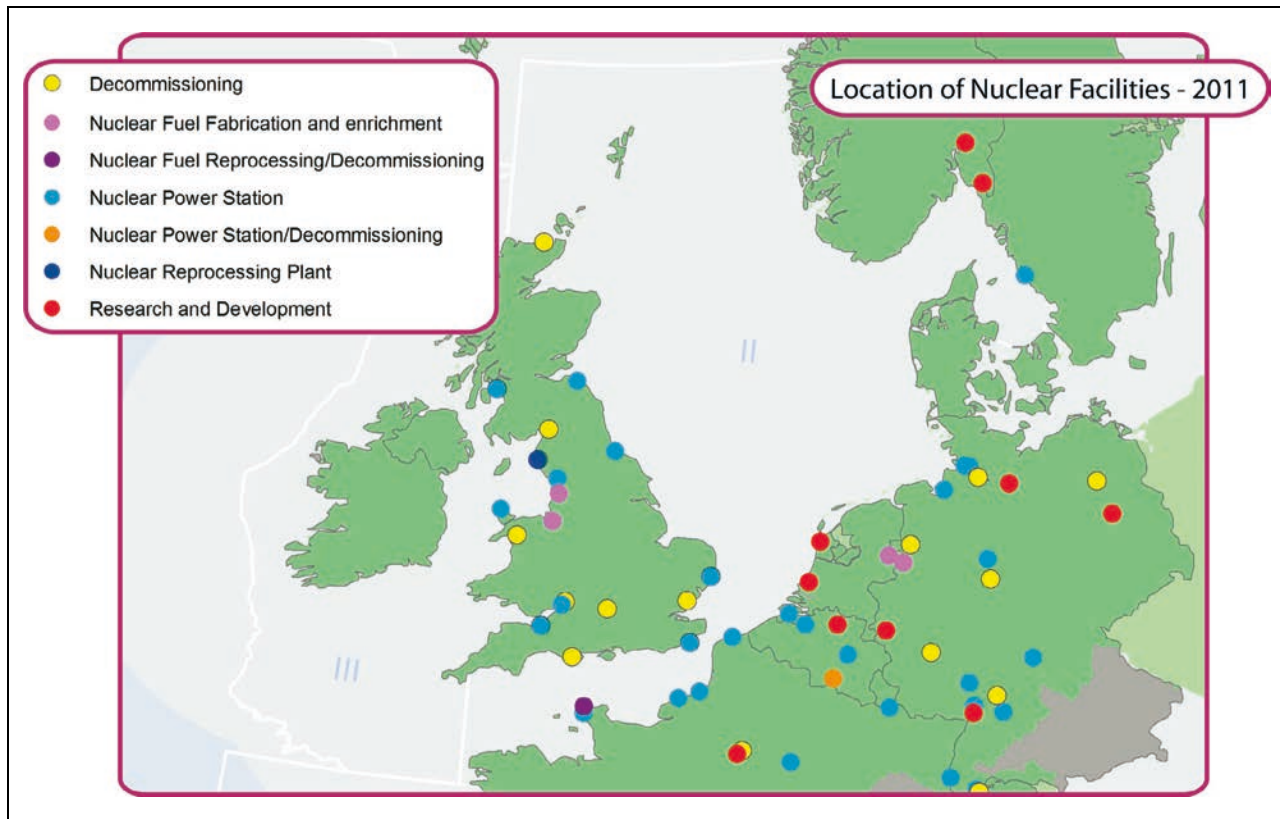 Location of Nuclear Facilities - 2011
Decommissioning
Nuclear Fuel Fabrication and enrichment
Nuclear Fuel Reprocessing/Decommissioning
Nuclear Power Station
Nuclear Power Station/Decommissioning
Nuclear Reprocessing Plant
Research and Development
II
III